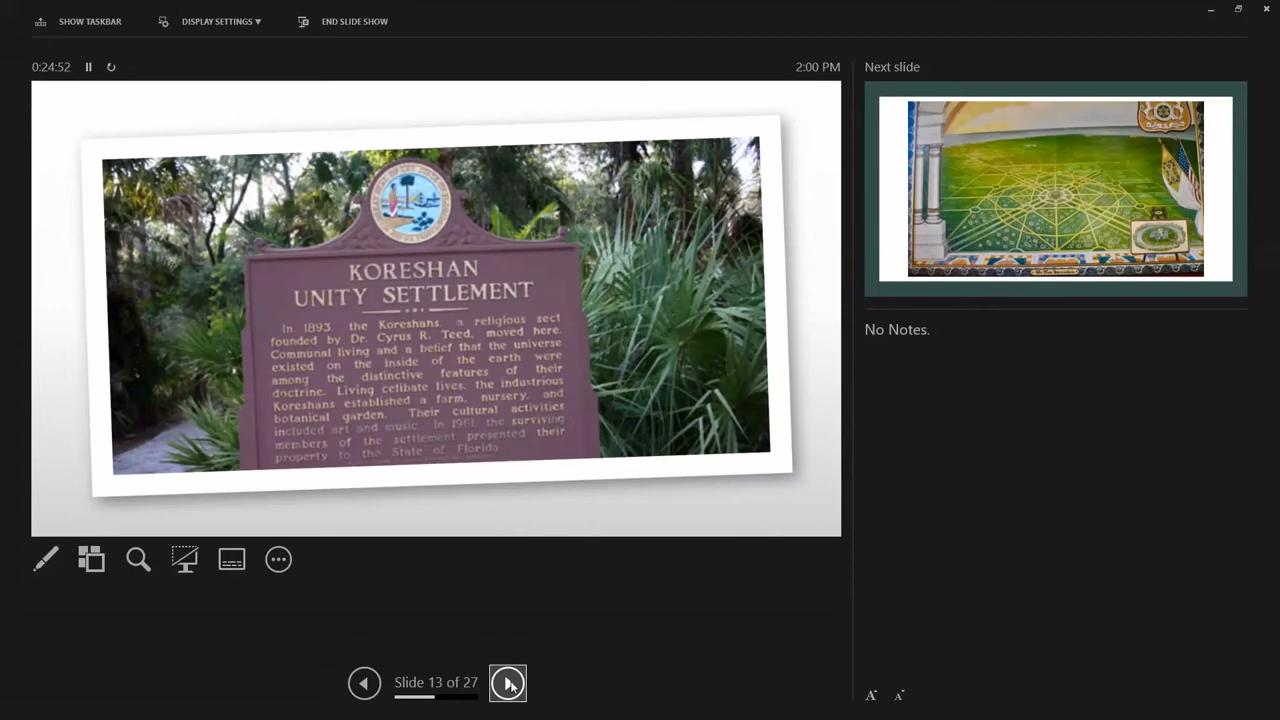 SHOW TASKBAR
DISPLAY SETTINGS ▼
END SLIDE SHOW
0:24:52
2:00 PM
Next slide
KORESHAN
UNITY SETTLEMENT
In 1893, the Koreshans, a religious sect
founded by Dr. Cyrus R. Teed, moved here.
Communal living and a belief that the universe
existed on the inside of the earth were
among the distinctive features of their
doctrine. Living celibate lives, the industrious
Koreshans established a farm, nursery, and
botanical garden. Their cultural activities
included art and music. In 1961, the surviving
members of the settlement presented their
property to the State of Florida
No Notes.
Slide 13 of 27
A A